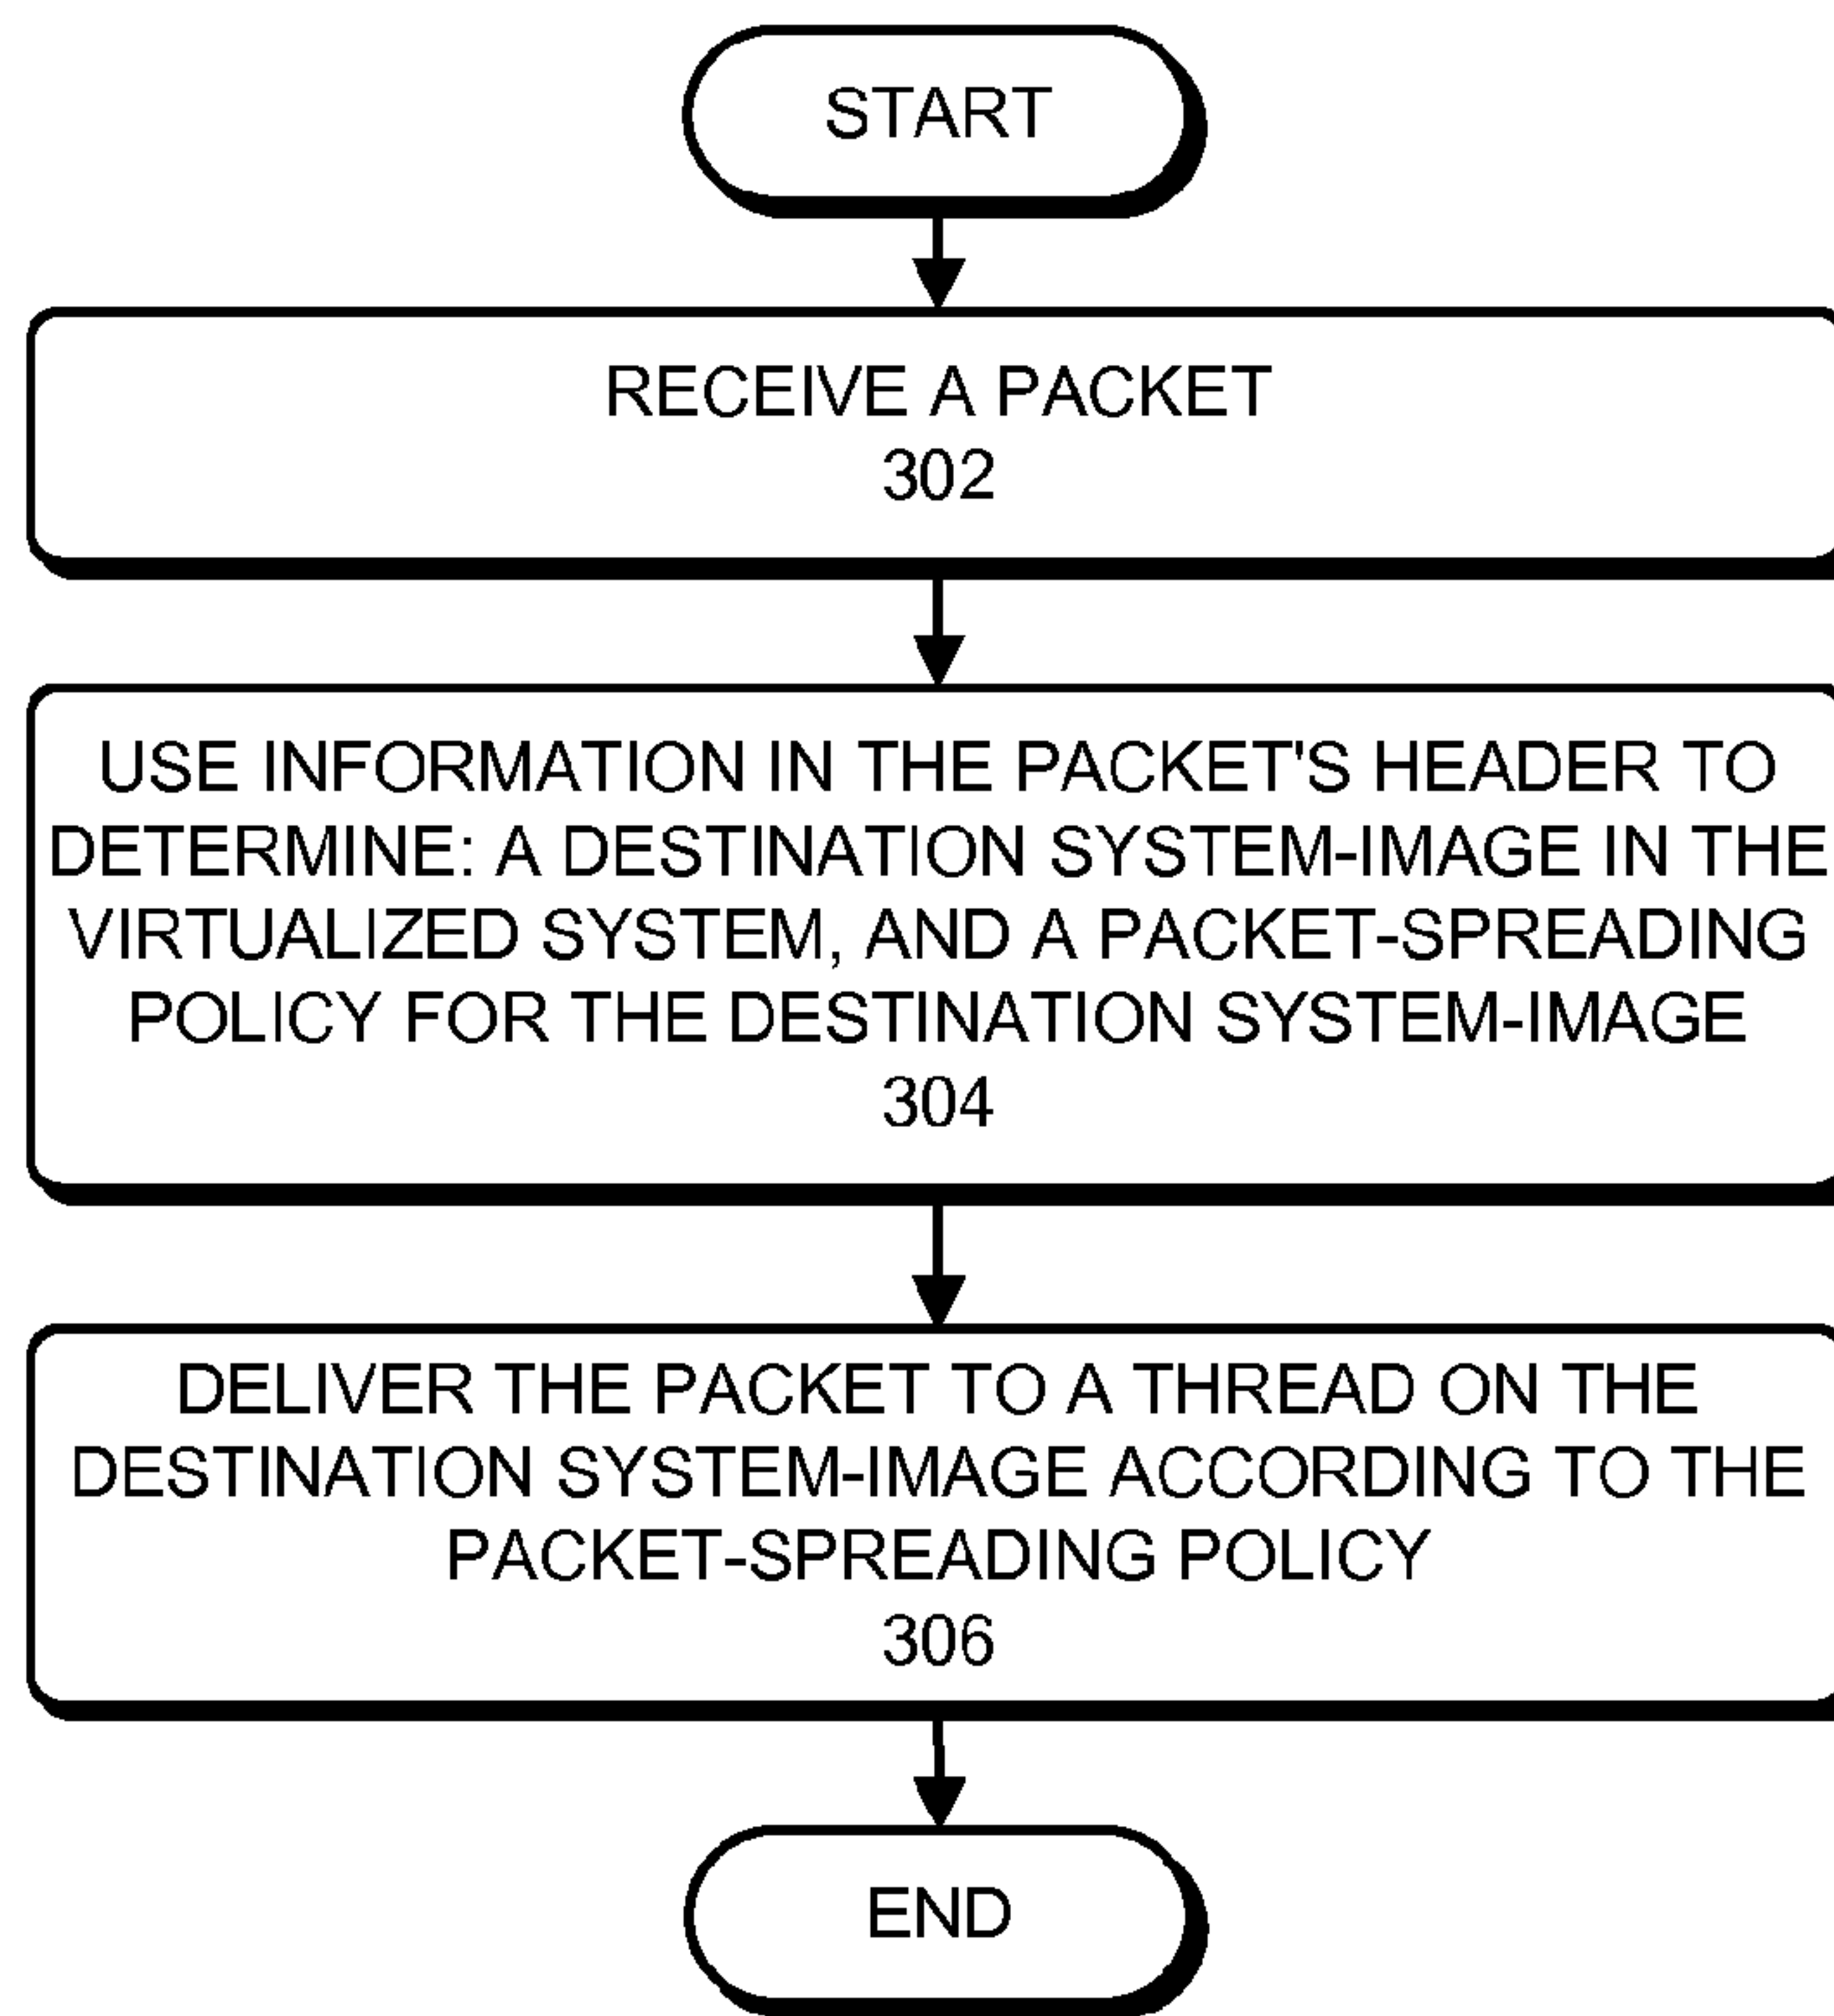 START
RECEIVE A PACKET
302
USE INFORMATION IN THE PACKET'S HEADER TO
DETERMINE: A DESTINATION SYSTEM-IMAGE IN THE
VIRTUALIZED SYSTEM, AND A PACKET-SPREADING
POLICY FOR THE DESTINATION SYSTEM-IMAGE
304
DELIVER THE PACKET TO A THREAD ON THE
DESTINATION SYSTEM-IMAGE ACCORDING TO THE
PACKET-SPREADING POLICY
306
END